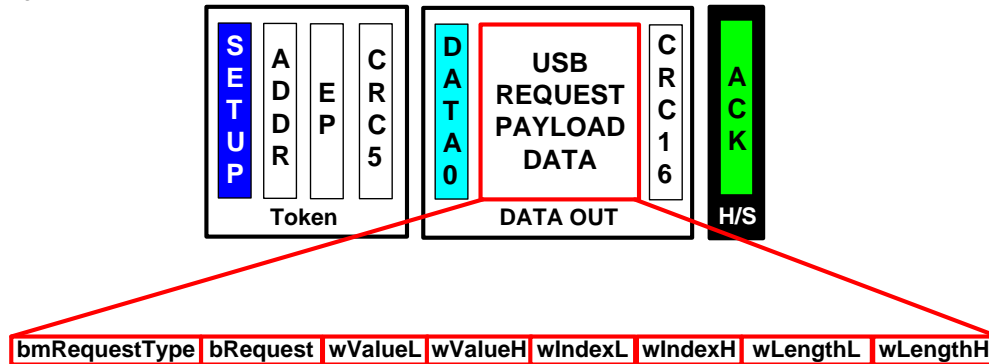 SETUP
ADDR
EP
CRC5
Token
DATA0
USB
REQUEST
PAYLOAD
DATA
CRC16
DATA OUT
ACK
H/S
bmRequestType bRequest wValueL wValueH wIndexL wIndexH wLengthL wLengthH